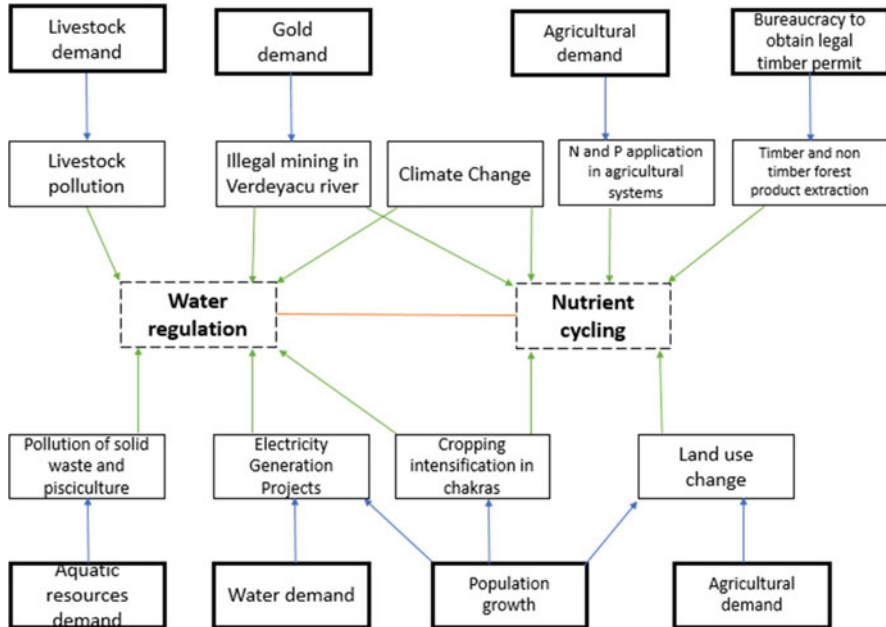 Livestock
demand
Gold
demand
Agricultural
demand
Bureaucracy to
obtain legal
timber permit
Livestock
pollution
Illegal mining in
Verdeyacu river
Climate Change
N and P application
in agricultural
systems
Timber and non
timber forest
product extraction
Water
regulation
Nutrient
cycling
Pollution of solid
waste and
pisciculture
Electricity
Generation
Projects
Cropping
intensification in
chakras
Land use
change
Aquatic
resources
demand
Water demand
Population
growth
Agricultural
demand